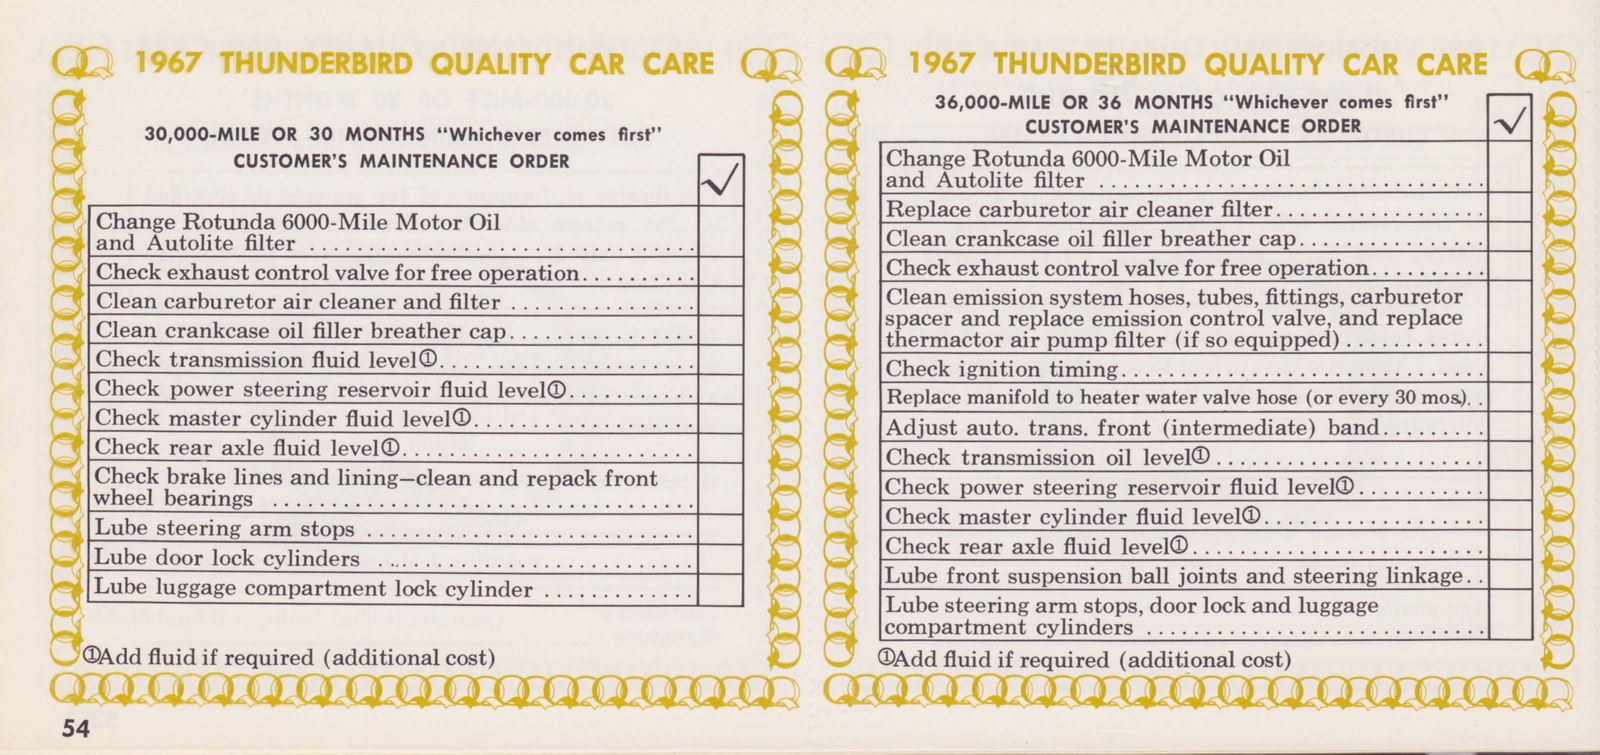 1967 THUNDERBIRD QUALITY CAR CARE
30,000-MILE OR 30 MONTHS "Whichever comes first"
CUSTOMER'S MAINTENANCE ORDER
√
Change Rotunda 6000-Mile Motor Oil
and Autolite filter
Check exhaust control valve for free operation
Clean carburetor air cleaner and filter
Clean crankcase oil filler breather cap
Check transmission fluid level①
Check power steering reservoir fluid level①
Check master cylinder fluid level①
Check rear axle fluid level①
Check brake lines and lining—clean and repack front
wheel bearings
Lube steering arm stops
Lube door lock cylinders
Lube luggage compartment lock cylinder
①Add fluid if required (additional cost)
54
1967 THUNDERBIRD QUALITY CAR CARE
36,000-MILE OR 36 MONTHS "Whichever comes first"
CUSTOMER'S MAINTENANCE ORDER
√
Change Rotunda 6000-Mile Motor Oil
and Autolite filter
Replace carburetor air cleaner filter
Clean crankcase oil filler breather cap
Check exhaust control valve for free operation
Clean emission system hoses, tubes, fittings, carburetor
spacer and replace emission control valve, and replace
thermactor air pump filter (if so equipped)
Check ignition timing
Replace manifold to heater water valve hose (or every 30 mos.)
Adjust auto. trans. front (intermediate) band
Check transmission oil level①
Check power steering reservoir fluid level①
Check master cylinder fluid level①
Check rear axle fluid level①
Lube front suspension ball joints and steering linkage
Lube steering arm stops, door lock and luggage
compartment cylinders
①Add fluid if required (additional cost)